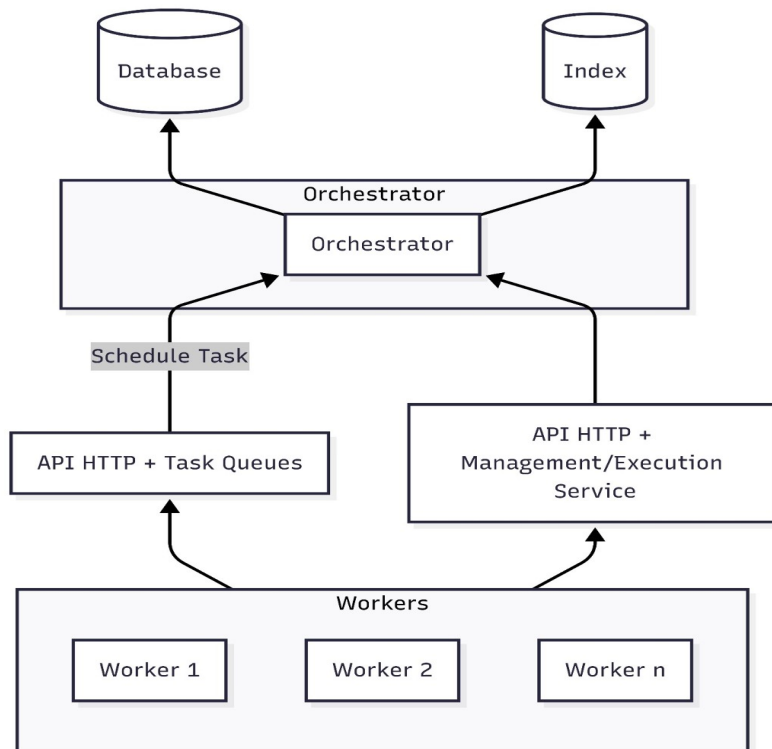 Database
Index
Orchestrator
Orchestrator
Schedule Task
API HTTP + Task Queues
API HTTP +
Management/Execution
Service
Workers
Worker 1
Worker 2
Worker n